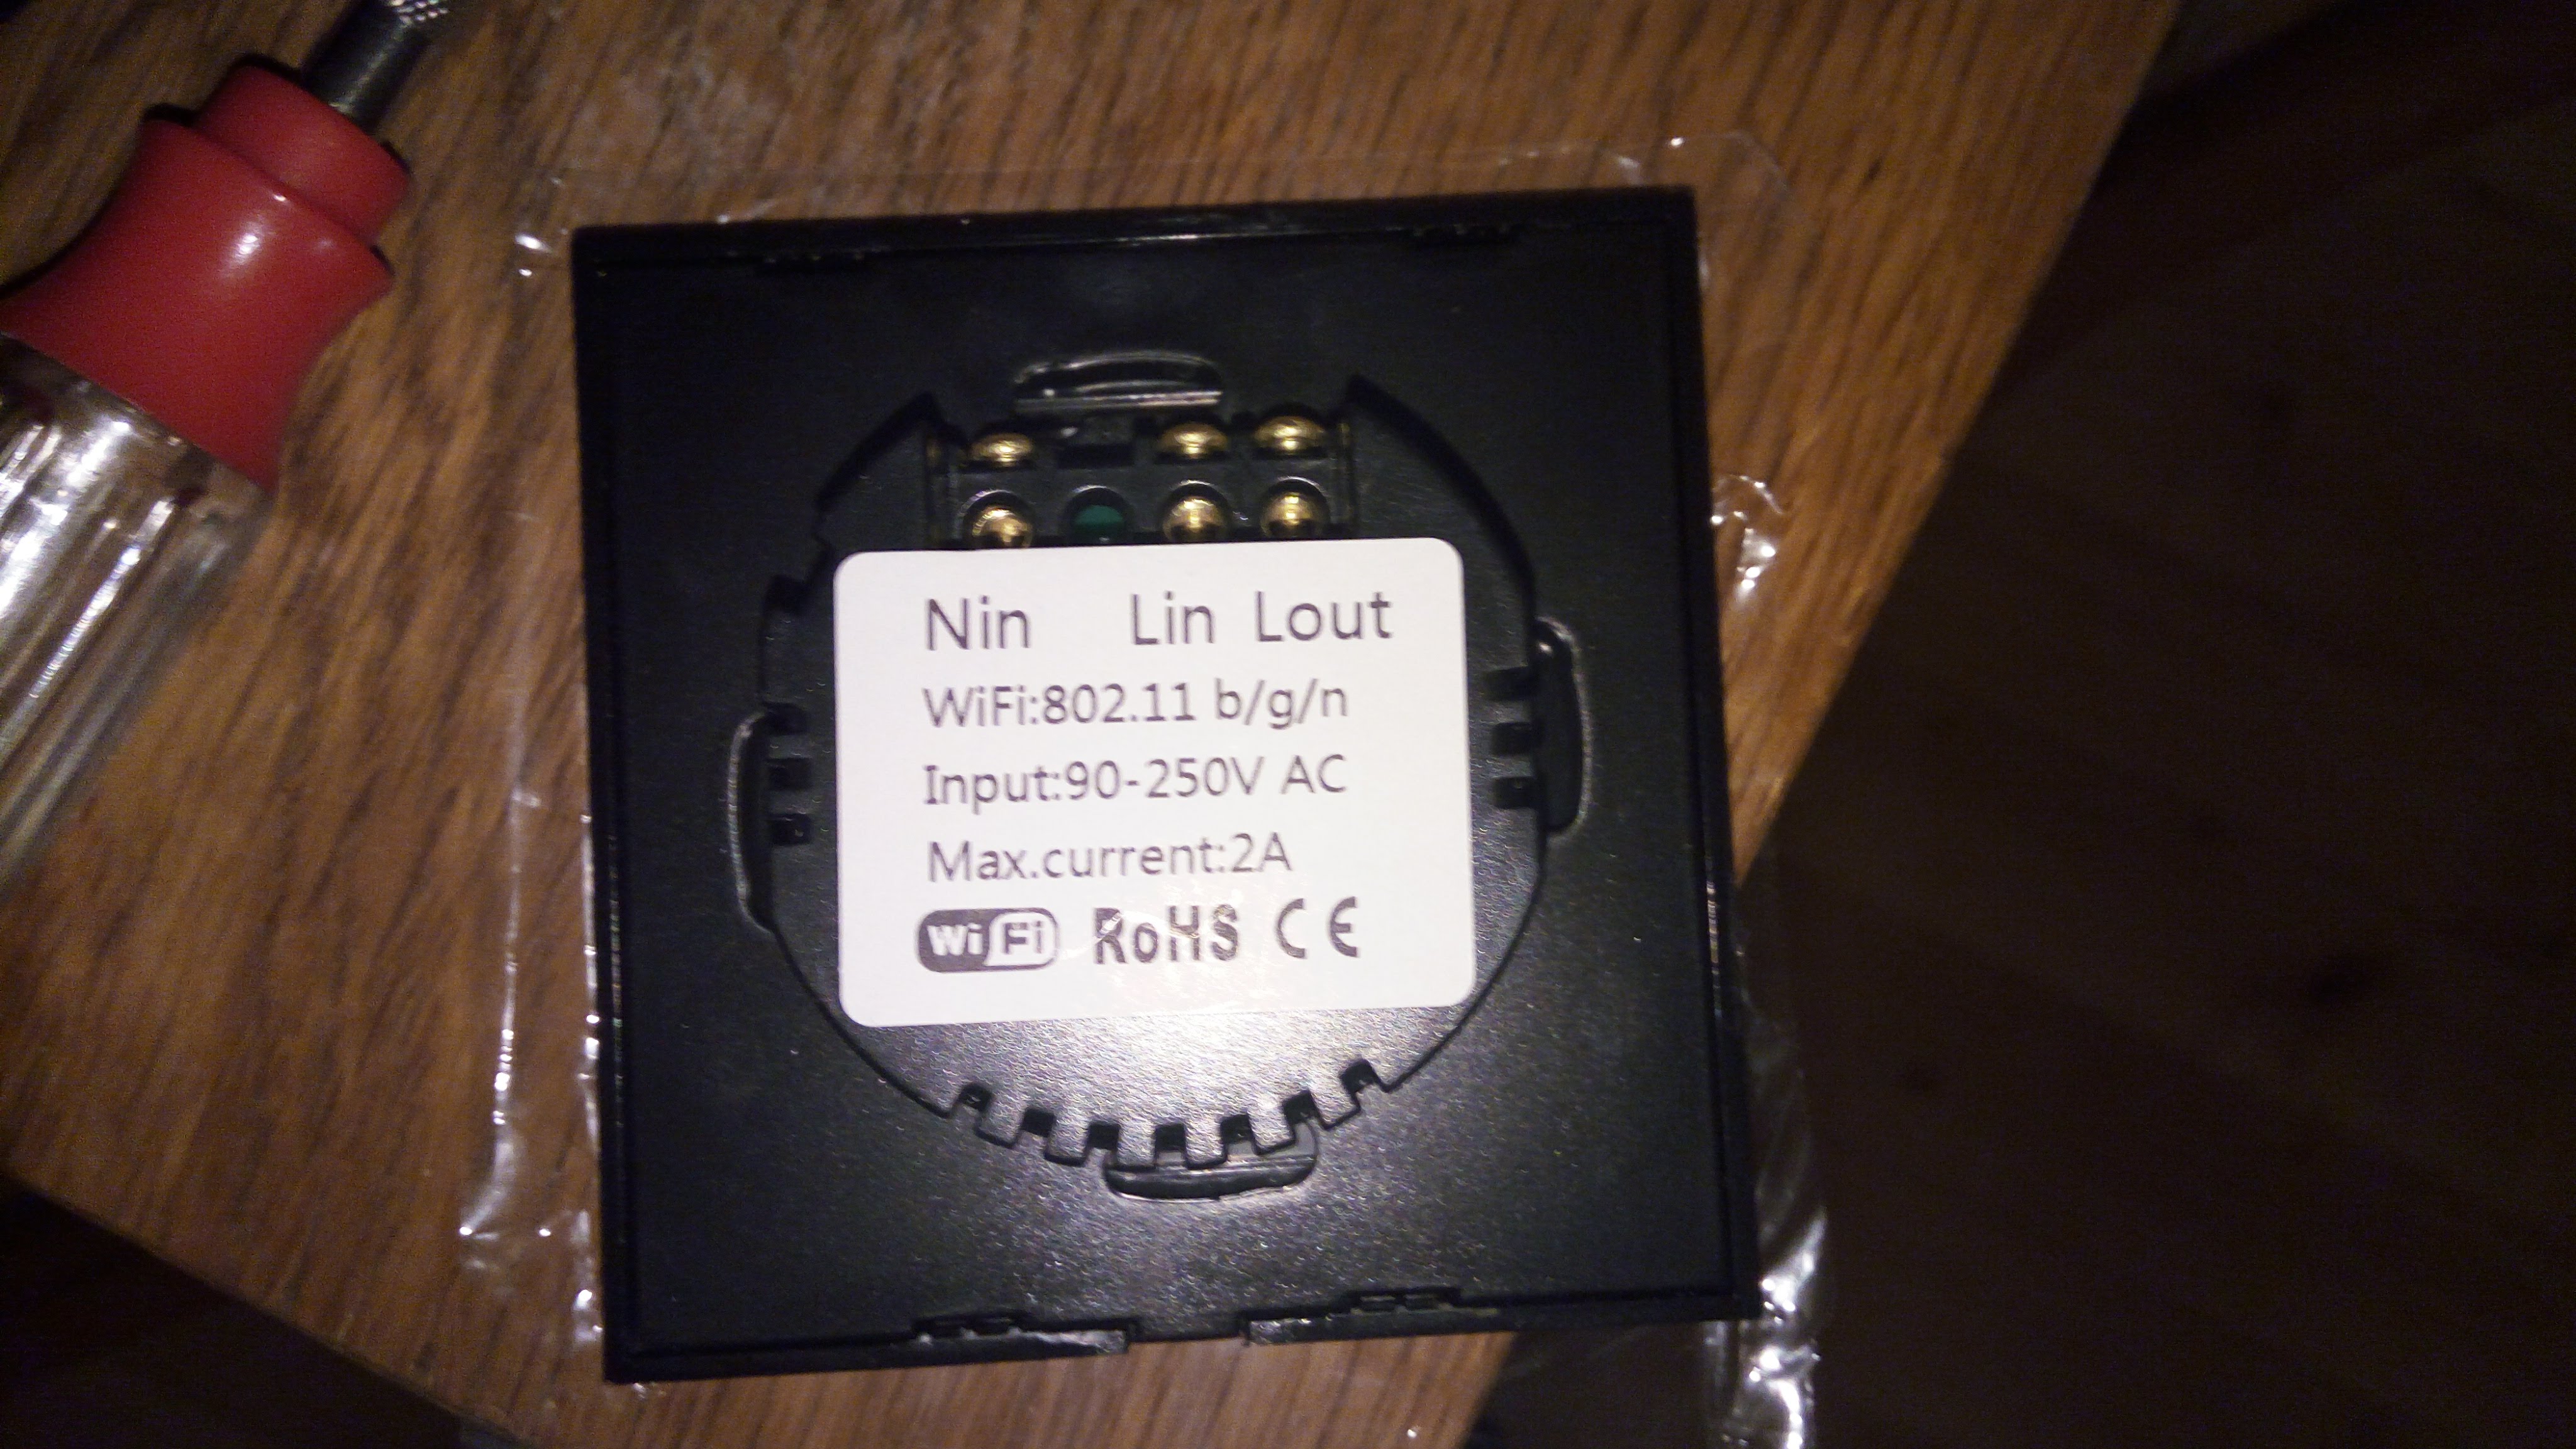 Nin Lin Lout
WiFi:802.11 b/g/n
Input:90-250V AC
Max.current:2A
WiFi RoHS CE